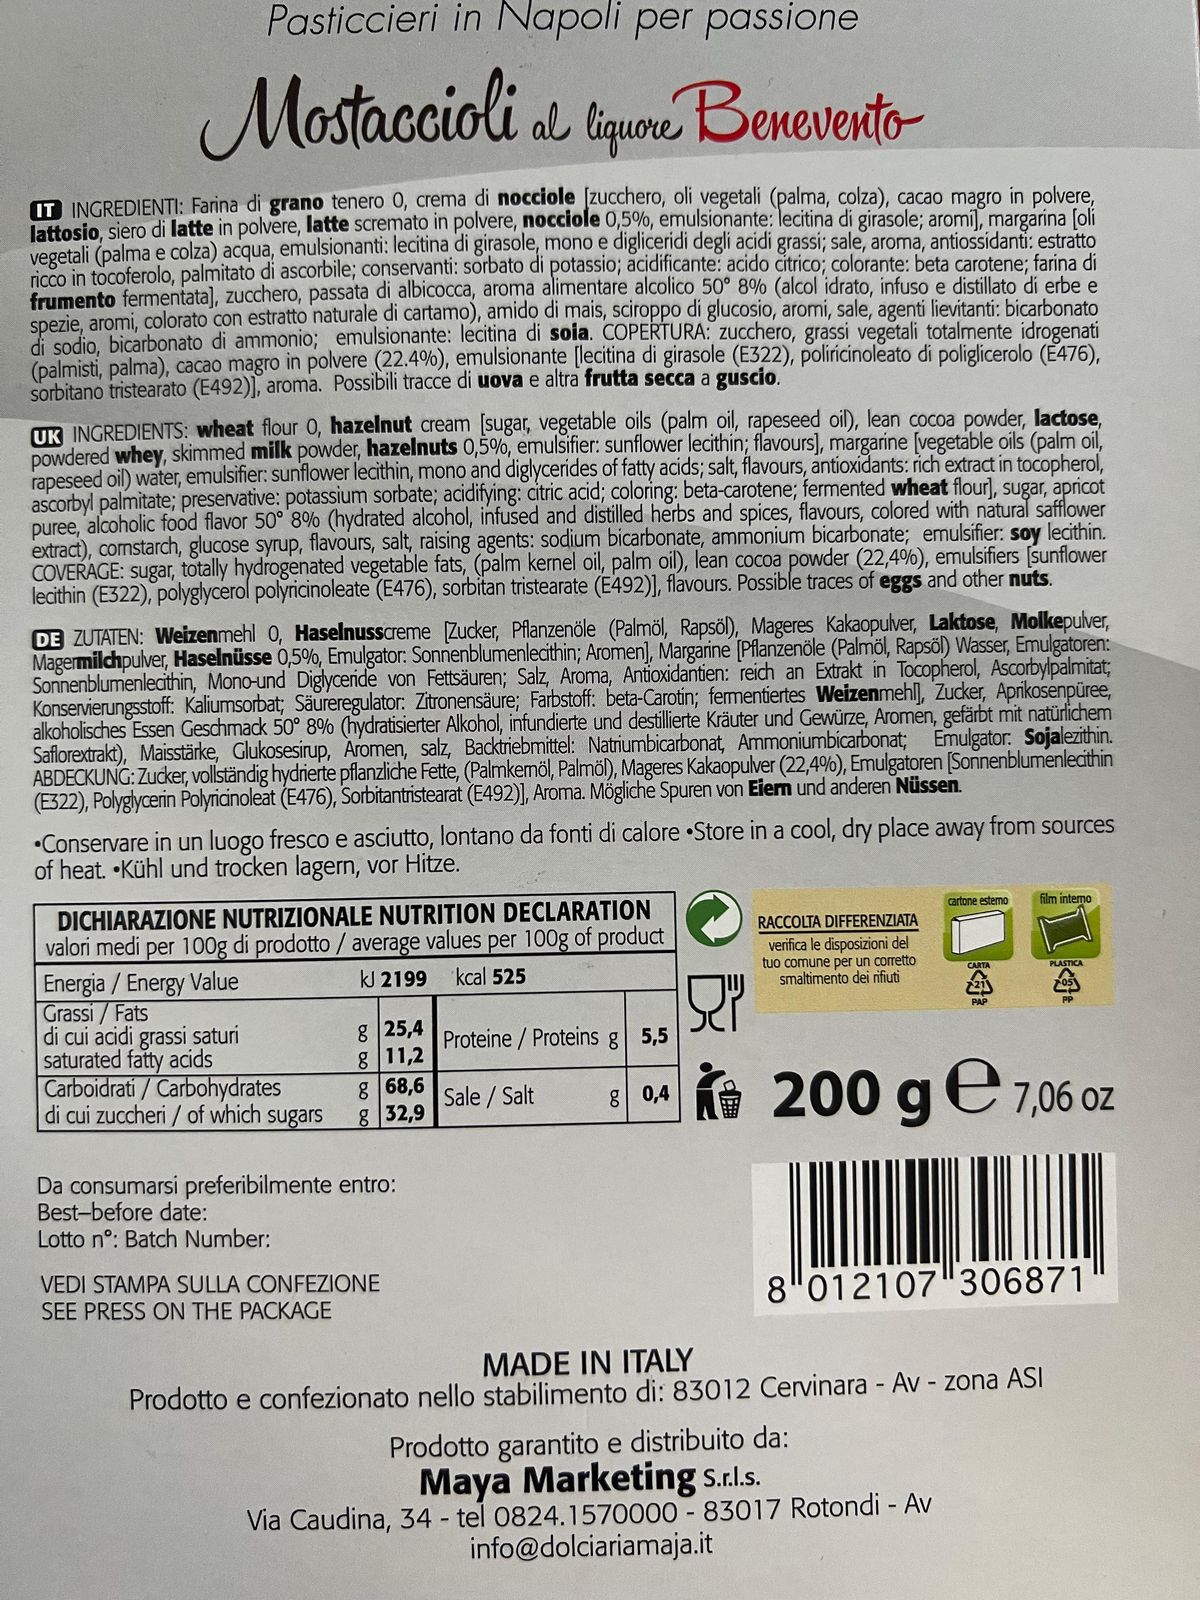 Pasticcieri in Napoli per passione
Mostaccioli al liquore Benevento
IT INGREDIENTI: Farina di grano tenero 0, crema di nocciole [zucchero, oli vegetali (palma, colza), cacao magro in polvere,
lattosio, siero di latte in polvere, latte scremato in polvere, nocciole 0,5%, emulsionante: lecitina di girasole; aromi], margarina [oli
vegetali (palma e colza) acqua, emulsionanti: lecitina di girasole, mono e digliceridi degli acidi grassi; sale, aroma, antiossidanti: estratto
ricco in tocoferolo, palmitato di ascorbile; conservanti: sorbato di potassio; acidificante: acido citrico; colorante: beta carotene; farina di
frumento fermentata], zucchero, passata di albicocca, aroma alimentare alcolico 50° 8% (alcol idrato, infuso e distillato di erbe e
spezie, aromi, colorato con estratto naturale di cartamo), amido di mais, sciroppo di glucosio, aromi, sale, agenti lievitanti: bicarbonato
di sodio, bicarbonato di ammonio; emulsionante: lecitina di soia. COPERTURA: zucchero, grassi vegetali totalmente idrogenati
(palmisti, palma), cacao magro in polvere (22.4%), emulsionante [lecitina di girasole (E322), poliricinoleato di poliglicerolo (E476),
sorbitano tristearato (E492)], aroma. Possibili tracce di uova e altra frutta secca a guscio.
UK INGREDIENTS: wheat flour 0, hazelnut cream [sugar, vegetable oils (palm oil, rapeseed oil), lean cocoa powder, lactose,
powdered whey, skimmed milk powder, hazelnuts 0,5%, emulsifier: sunflower lecithin; flavours], margarine [vegetable oils (palm oil,
rapeseed oil) water, emulsifier: sunflower lecithin, mono and diglycerides of fatty acids; salt, flavours, antioxidants: rich extract in tocopherol,
ascorbyl palmitate; preservative: potassium sorbate; acidifying: citric acid; coloring: beta-carotene; fermented wheat flour], sugar, apricot
puree, alcoholic food flavor 50° 8% (hydrated alcohol, infused and distilled herbs and spices, flavours, colored with natural safflower
extract), cornstarch, glucose syrup, flavours, salt, raising agents: sodium bicarbonate, ammonium bicarbonate; emulsifier: soy lecithin.
COVERAGE: sugar, totally hydrogenated vegetable fats, (palm kernel oil, palm oil), lean cocoa powder (22,4%), emulsifiers [sunflower
lecithin (E322), polyglycerol polyricinoleate (E476), sorbitan tristearate (E492)], flavours. Possible traces of eggs and other nuts.
DE ZUTATEN: Weizenmehl 0, Haselnusscreme [Zucker, Pflanzenöle (Palmöl, Rapsöl), Mageres Kakaopulver, Laktose, Molkepulver,
Magermilchpulver, Haselnüsse 0,5%, Emulgator: Sonnenblumenlecithin; Aromen], Margarine [Pflanzenöle (Palmöl, Rapsöl) Wasser, Emulgatoren:
Sonnenblumenlecithin, Mono-und Diglyceride von Fettsäuren; Salz, Aroma, Antioxidantien: reich an Extrakt in Tocopherol, Ascorbylpalmitat;
Konservierungsstoff: Kaliumsorbat; Säureregulator: Zitronensäure; Farbstoff: beta-Carotin; fermentiertes Weizenmehl], Zucker, Aprikosenpüree,
alkoholisches Essen Geschmack 50° 8% (hydratisierter Alkohol, infundierte und destillierte Kräuter und Gewürze, Aromen, gefärbt mit natürlichem
Saflorextrakt), Maisstärke, Glukosesirup, Aromen, salz, Backtriebmittel: Natriumbicarbonat, Ammoniumbicarbonat; Emulgator: Sojalezithin.
ABDECKUNG: Zucker, vollständig hydrierte pflanzliche Fette, (Palmkernöl, Palmöl), Mageres Kakaopulver (22,4%), Emulgatoren [Sonnenblumenlecithin
(E322), Polyglycerin Polyricinoleat (E476), Sorbitantristearat (E492)], Aroma. Mögliche Spuren von Eiern und anderen Nüssen.
•Conservare in un luogo fresco e asciutto, lontano da fonti di calore •Store in a cool, dry place away from sources
of heat. •Kühl und trocken lagern, vor Hitze.
DICHIARAZIONE NUTRIZIONALE NUTRITION DECLARATION
valori medi per 100g di prodotto / average values per 100g of product
Energia / Energy Value kJ 2199 kcal 525
Grassi / Fats g 25,4
di cui acidi grassi saturi
saturated fatty acids g 11,2
Carboidrati / Carbohydrates g 68,6
di cui zuccheri / of which sugars g 32,9
Proteine / Proteins g 5,5
Sale / Salt g 0,4
RACCOLTA DIFFERENZIATA
verifica le disposizioni del
tuo comune per un corretto
smaltimento dei rifiuti
cartone esterno
CARTA
21
PAP
film interno
PLASTICA
05
PP
200 g e 7,06 oz
Da consumarsi preferibilmente entro:
Best–before date:
Lotto n°: Batch Number:
VEDI STAMPA SULLA CONFEZIONE
SEE PRESS ON THE PACKAGE
8 012107 306871
MADE IN ITALY
Prodotto e confezionato nello stabilimento di: 83012 Cervinara - Av - zona ASI
Prodotto garantito e distribuito da:
Maya Marketing S.r.l.s.
Via Caudina, 34 - tel 0824.1570000 - 83017 Rotondi - Av
info@dolciariamaja.it